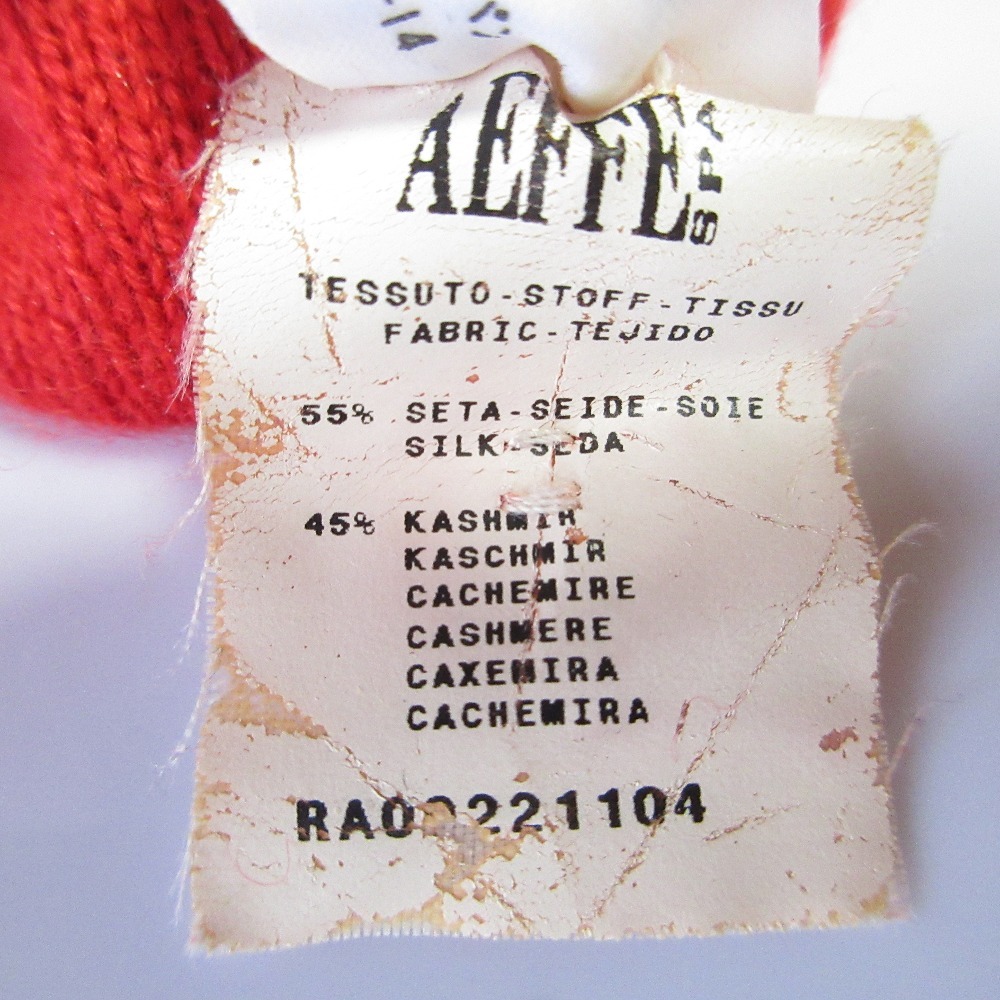 AEFFE SPA
TESSUTO-STOFF-TISSU
FABRIC-TEJIDO
55% SETA-SEIDE-SOIE
SILK-SEDA
45% KASHMIR
KASCHMIR
CACHEMIRE
CASHMERE
CAXEMIRA
CACHEMIRA